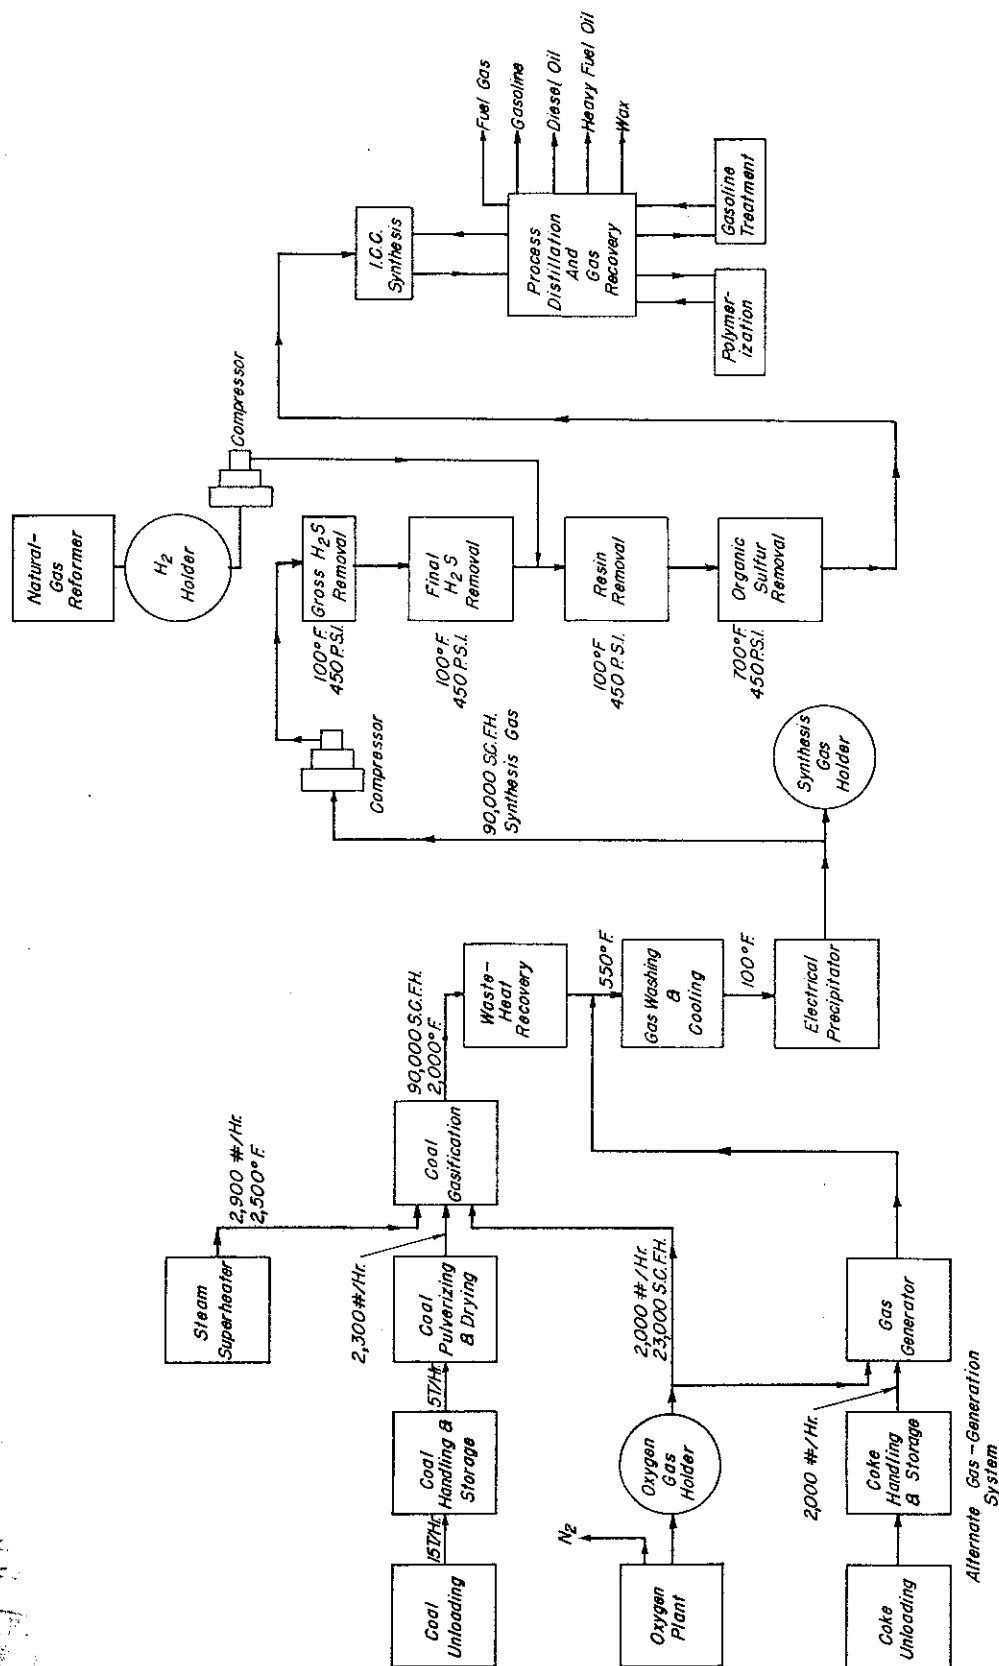 Natural-
Gas
Reformer
H2
Holder
Compressor
Fuel Gas
Gasoline
Diesel Oil
Heavy Fuel Oil
Wax
I.C.C.
Synthesis
Process
Distillation
And
Gas
Recovery
Polymer-
ization
Gasoline
Treatment
Gross H2S
Removal
100°F.
450 P.S.I.
Final
H2S
Removal
100°F.
450 P.S.I.
Resin
Removal
100°F
450 P.S.I.
Organic
Sulfur
Removal
700°F.
450 P.S.I.
Compressor
90,000 S.C.F.H.
Synthesis Gas
Synthesis
Gas
Holder
Steam
Superheater
2,900 #/Hr.
2,500°F.
Coal
Unloading
15T/Hr.
Coal
Handling &
Storage
5T/Hr.
Coal
Pulverizing
& Drying
2,300#/Hr.
Coal
Gasification
90,000 S.C.F.H.
2,000°F.
Waste-
Heat
Recovery
550°F.
Gas Washing
&
Cooling
100°F.
Electrical
Precipitator
Oxygen
Plant
N2
Oxygen
Gas
Holder
2,000 #/Hr.
23,000 S.C.F.H.
Coke
Unloading
Coke
Handling
& Storage
2,000 #/Hr.
Gas
Generator
Alternate Gas-Generation
System